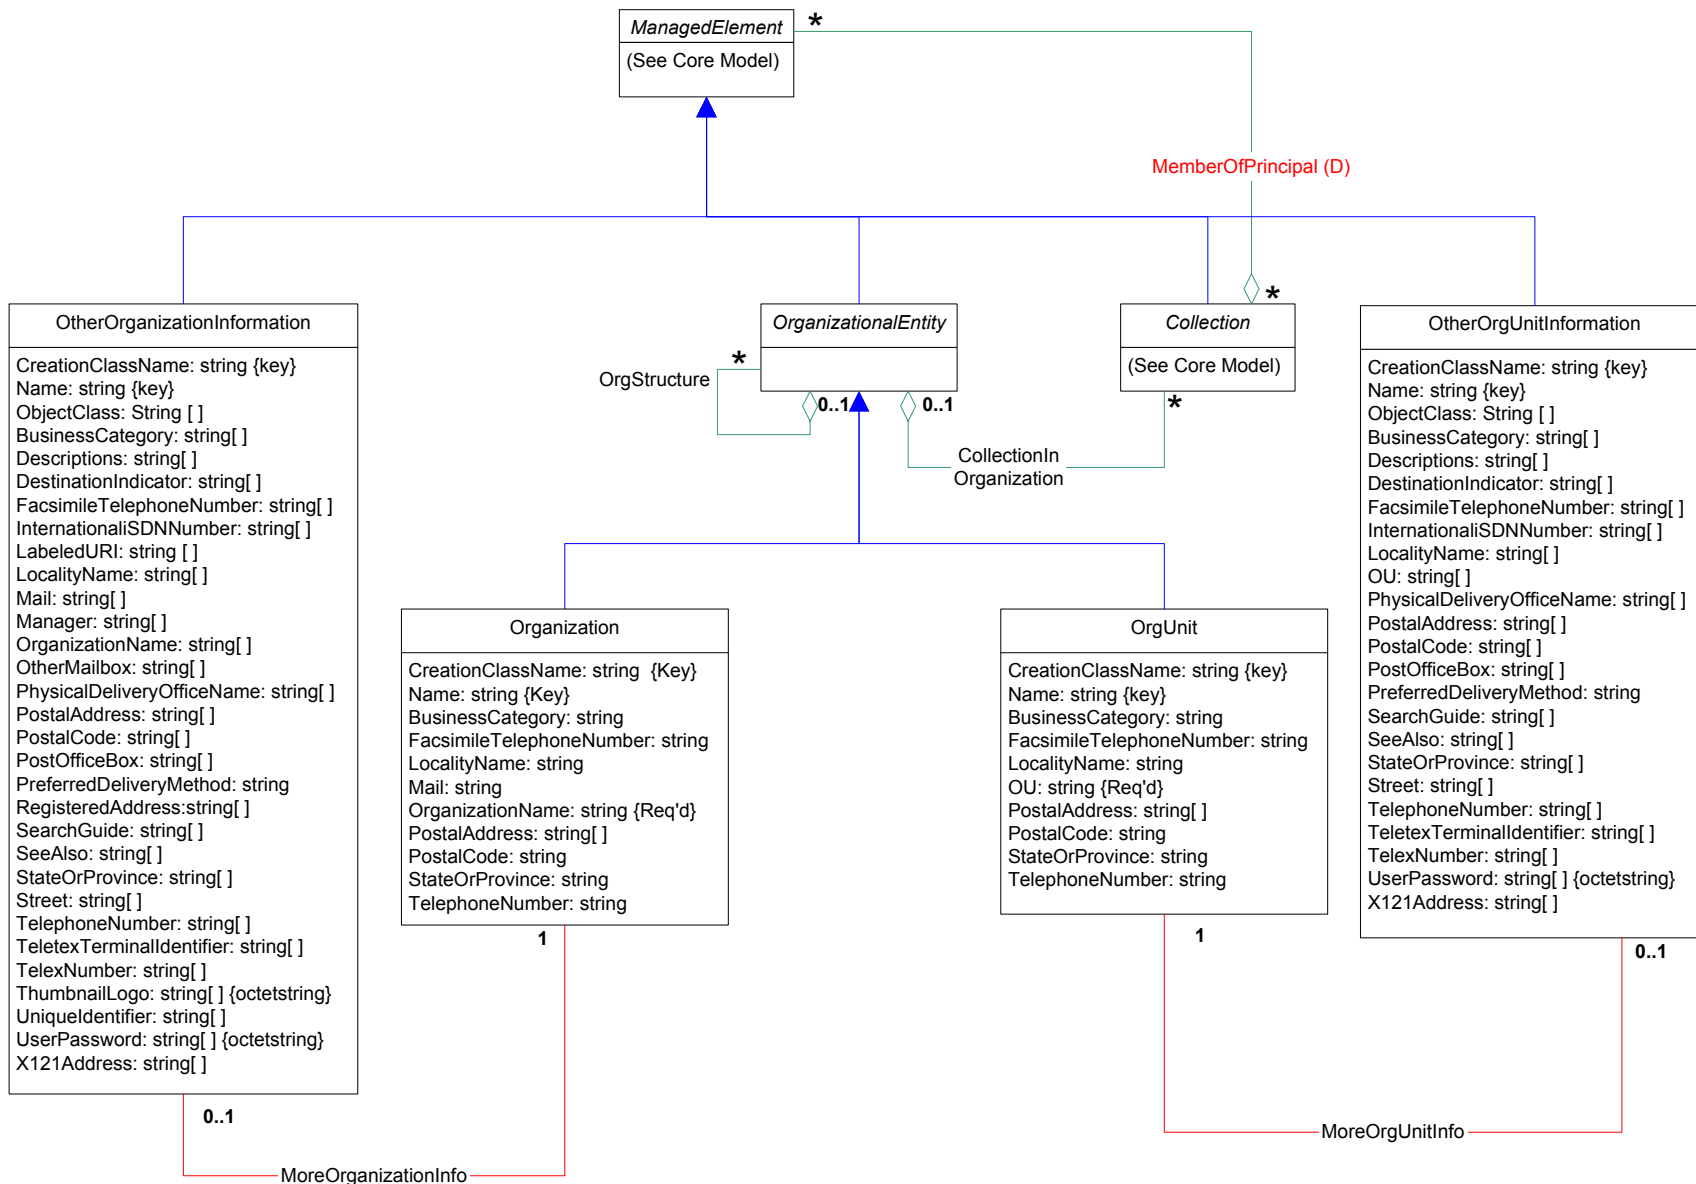 ManagedElement
(See Core Model)
*
MemberOfPrincipal (D)
*
OtherOrganizationInformation
CreationClassName: string {key}
Name: string {key}
ObjectClass: String [ ]
BusinessCategory: string[ ]
Descriptions: string[ ]
DestinationIndicator: string[ ]
FacsimileTelephoneNumber: string[ ]
InternationaliSDNNumber: string[ ]
LabeledURI: string [ ]
LocalityName: string[ ]
Mail: string[ ]
Manager: string[ ]
OrganizationName: string[ ]
OtherMailbox: string[ ]
PhysicalDeliveryOfficeName: string[ ]
PostalAddress: string[ ]
PostalCode: string[ ]
PostOfficeBox: string[ ]
PreferredDeliveryMethod: string
RegisteredAddress:string[ ]
SearchGuide: string[ ]
SeeAlso: string[ ]
StateOrProvince: string[ ]
Street: string[ ]
TelephoneNumber: string[ ]
TeletexTerminalIdentifier: string[ ]
TelexNumber: string[ ]
ThumbnailLogo: string[ ] {octetstring}
UniqueIdentifier: string[ ]
UserPassword: string[ ] {octetstring}
X121Address: string[ ]
0..1
MoreOrganizationInfo
OrganizationalEntity
*
OrgStructure
0..1
0..1
CollectionIn
Organization
Collection
(See Core Model)
*
Organization
CreationClassName: string  {Key}
Name: string {Key}
BusinessCategory: string
FacsimileTelephoneNumber: string
LocalityName: string
Mail: string
OrganizationName: string {Req'd}
PostalAddress: string[ ]
PostalCode: string
StateOrProvince: string
TelephoneNumber: string
1
OrgUnit
CreationClassName: string {key}
Name: string {key}
BusinessCategory: string
FacsimileTelephoneNumber: string
LocalityName: string
OU: string {Req'd}
PostalAddress: string[ ]
PostalCode: string
StateOrProvince: string
TelephoneNumber: string
1
OtherOrgUnitInformation
CreationClassName: string {key}
Name: string {key}
ObjectClass: String [ ]
BusinessCategory: string[ ]
Descriptions: string[ ]
DestinationIndicator: string[ ]
FacsimileTelephoneNumber: string[ ]
InternationaliSDNNumber: string[ ]
LocalityName: string[ ]
OU: string[ ]
PhysicalDeliveryOfficeName: string[ ]
PostalAddress: string[ ]
PostalCode: string[ ]
PostOfficeBox: string[ ]
PreferredDeliveryMethod: string
SearchGuide: string[ ]
SeeAlso: string[ ]
StateOrProvince: string[ ]
Street: string[ ]
TelephoneNumber: string[ ]
TeletexTerminalIdentifier: string[ ]
TelexNumber: string[ ]
UserPassword: string[ ] {octetstring}
X121Address: string[ ]
0..1
MoreOrgUnitInfo